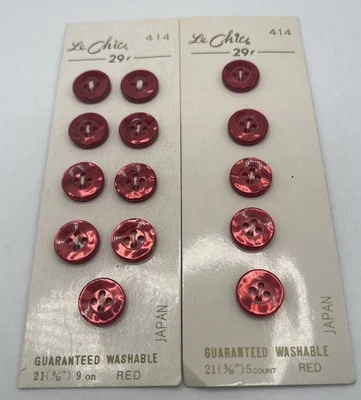 Le Chic 414
29¢
JAPAN
GUARANTEED WASHABLE
21 (⅝") 9 on RED
Le Chic 414
29¢
JAPAN
GUARANTEED WASHABLE
21 (⅝") 5 COUNT RED